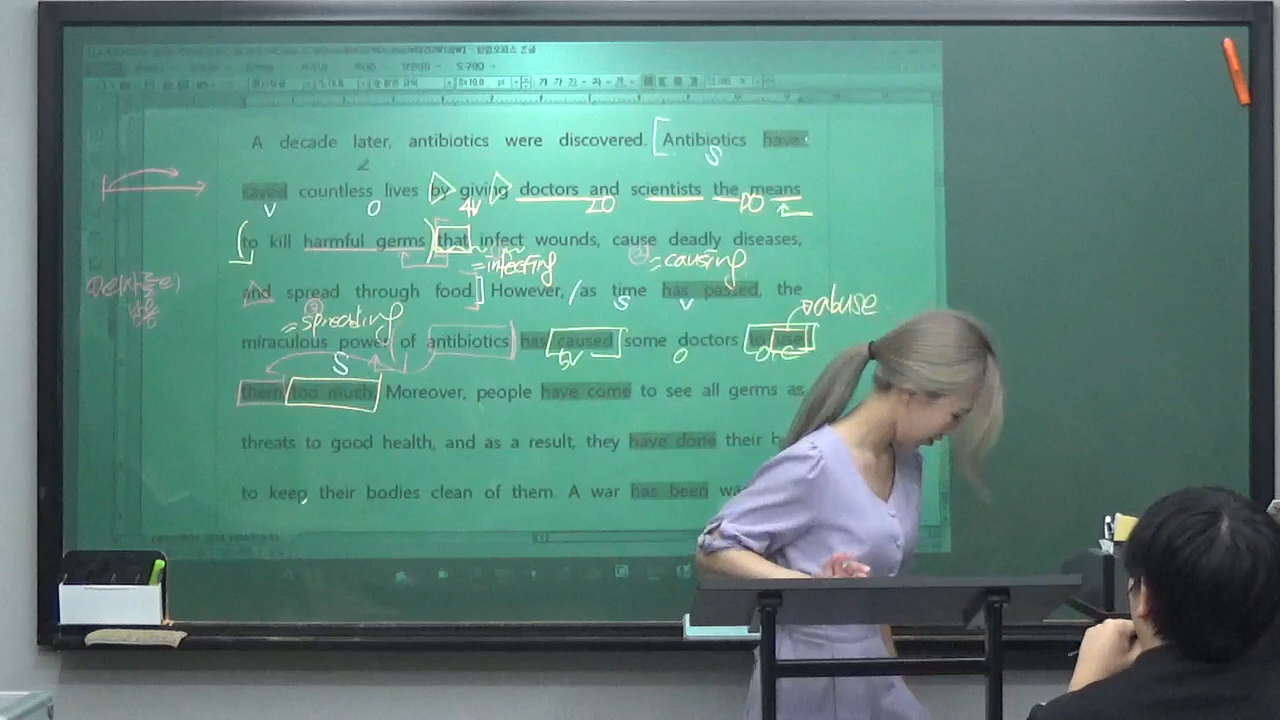 A decade later, antibiotics were discovered. [Antibiotics have
S
saved countless lives by giving doctors and scientists the means
V O 4V IO DO
(to kill harmful germs) that infect wounds, cause deadly diseases,
=infecting ② =causing
and spread through food.] However, /as time has passed, the
③ =spreading S V abuse
miraculous power of antibiotics has caused some doctors to use
S 5V O O.C
them too much. Moreover, people have come to see all germs as
threats to good health, and as a result, they have done their
to keep their bodies clean of them. A war has been